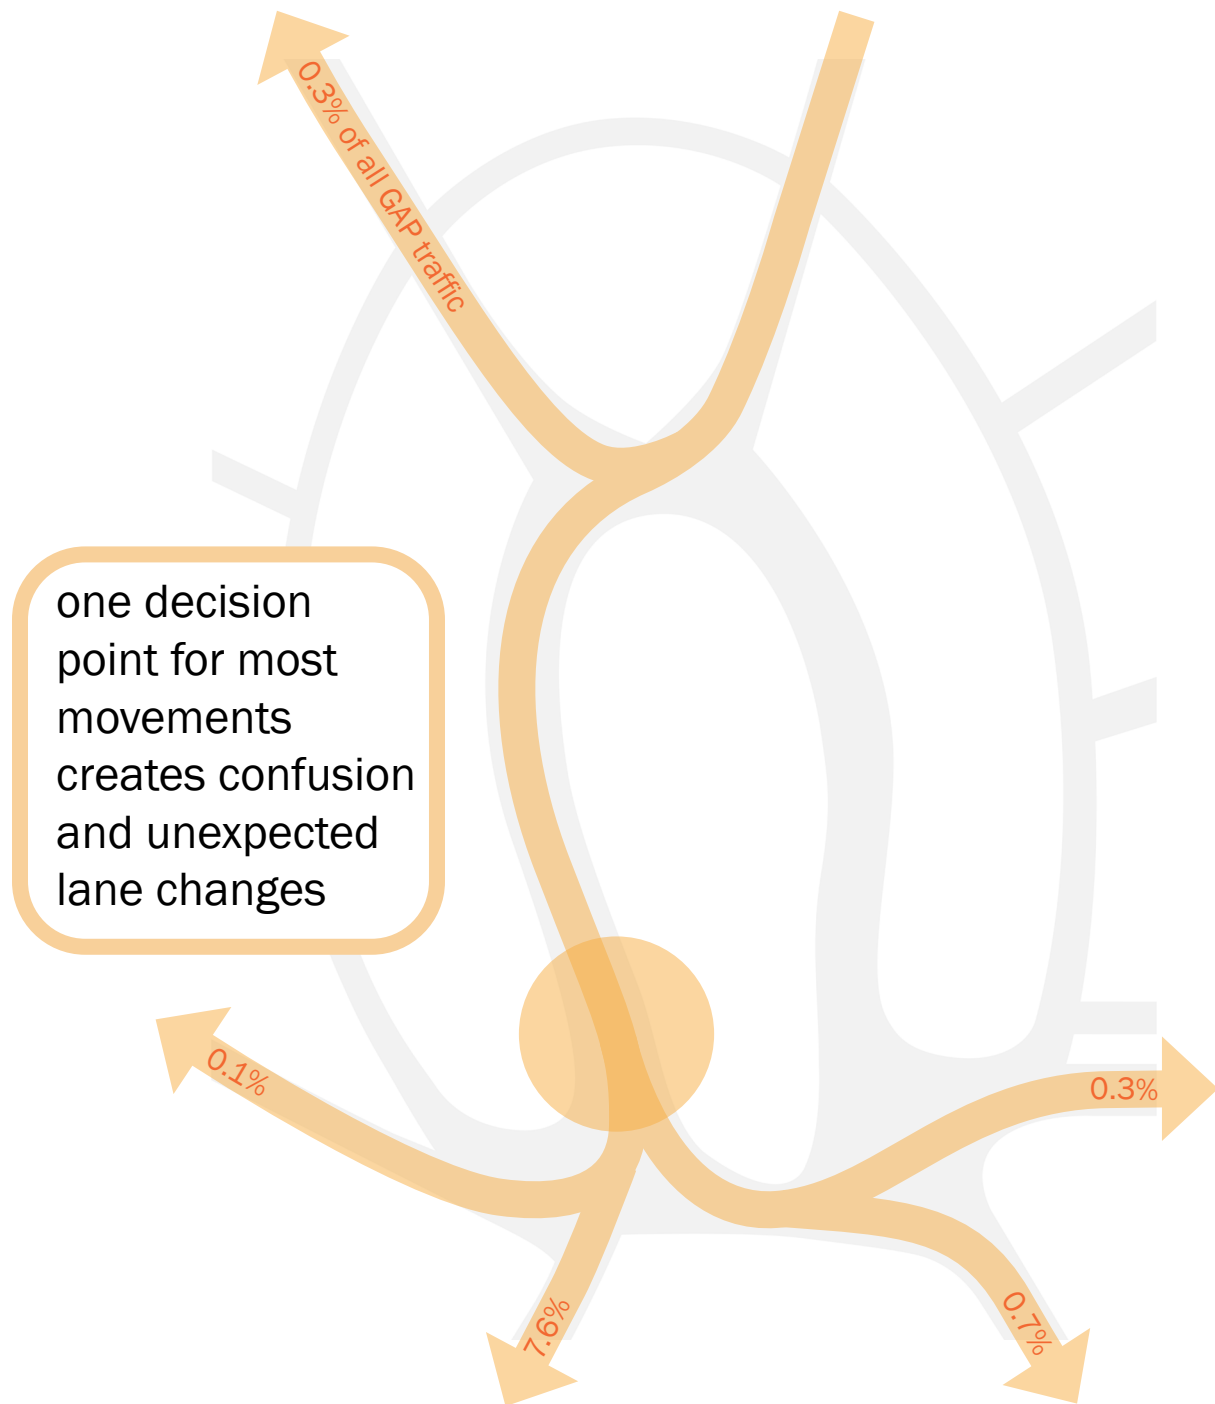 0.3% of all GAP traffic
one decision
point for most
movements
creates confusion
and unexpected
lane changes
0.1%
0.3%
7.6%
0.7%